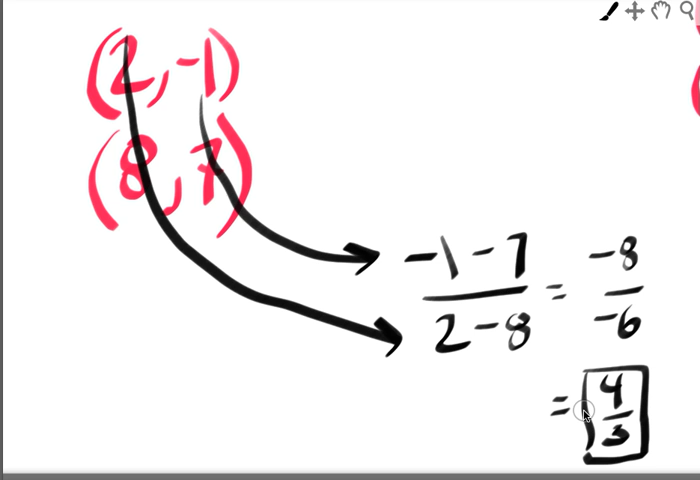 (2, -1)
(8, 7)
-1 - 7 / 2 - 8 = -8 / -6
= 4 / 3